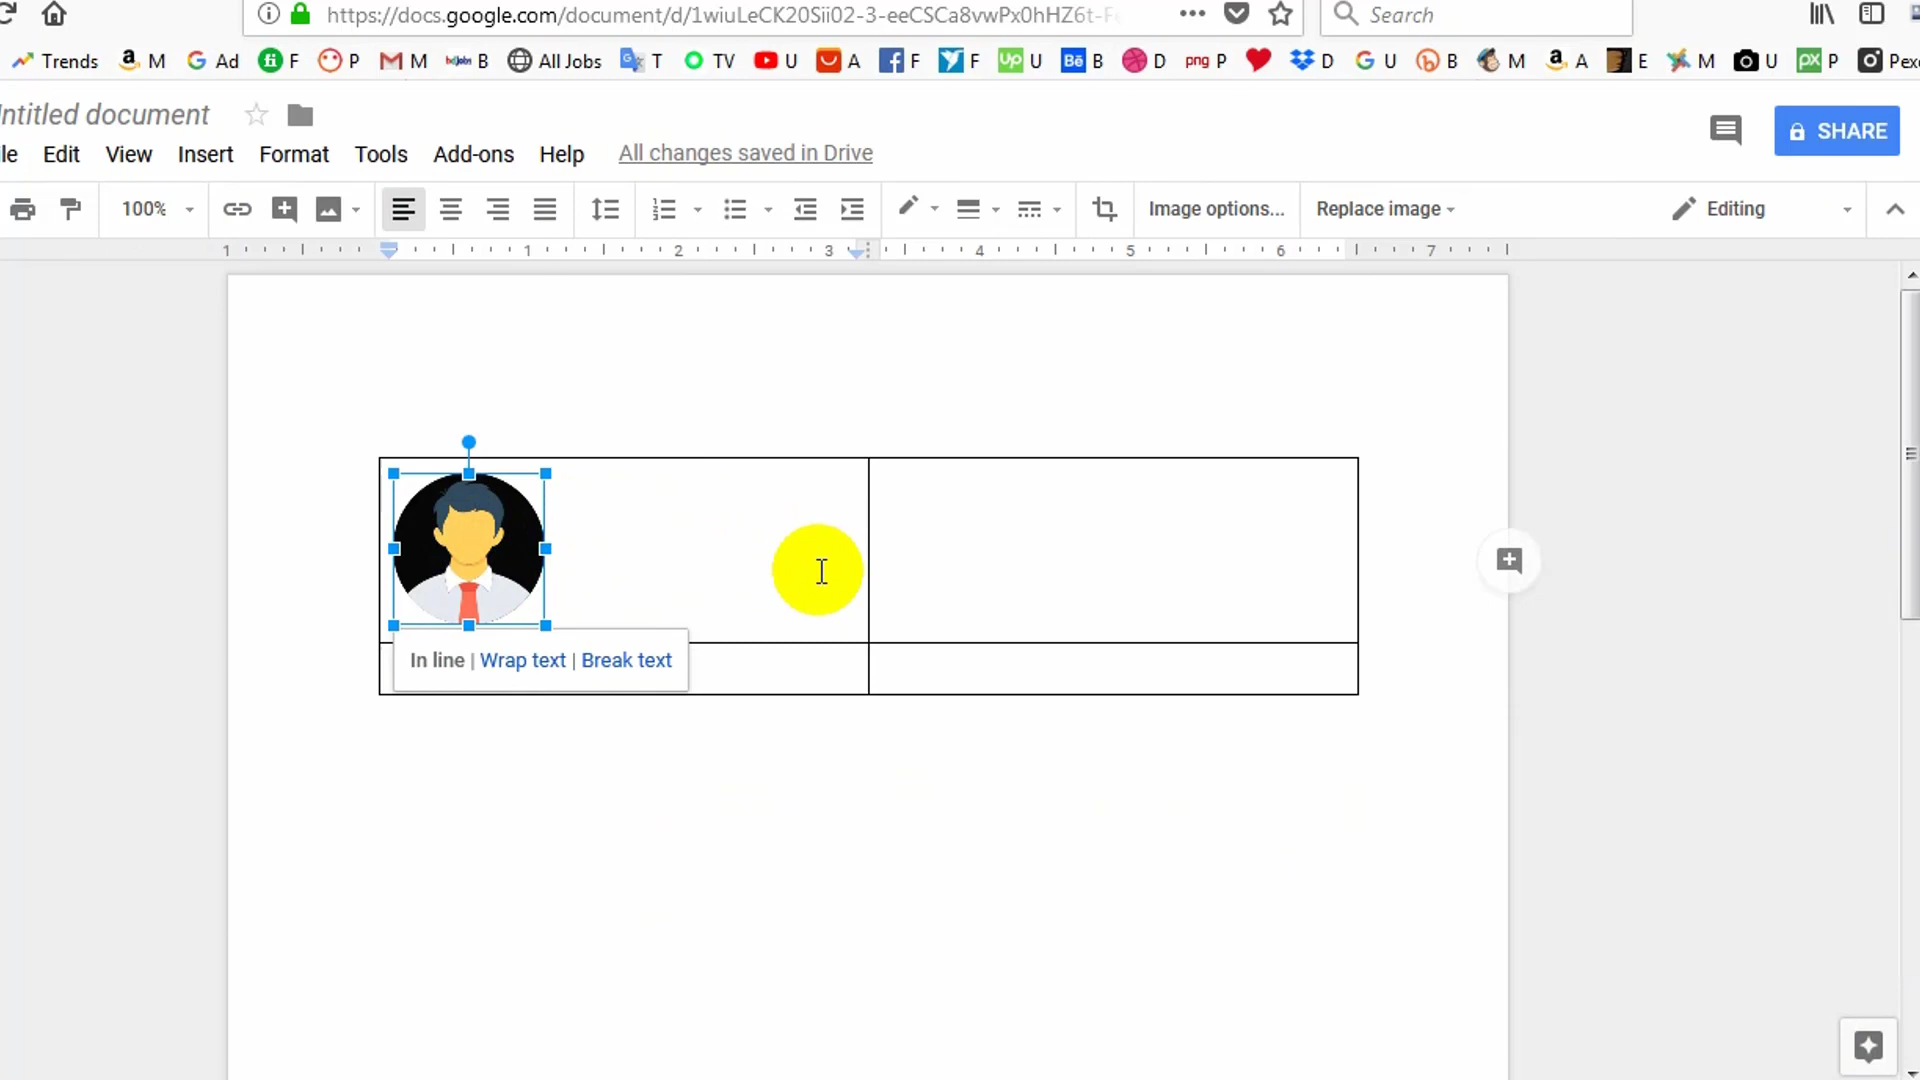 https://docs.google.com/document/d/1wiuLeCK20Sii02-3-eeCSCa8vwPx0hHZ6t-F
Search
Trends M Ad F P M B All Jobs T TV U A F F U B D png P D U B M A E M U P Pexe
ntitled document
SHARE
le Edit View Insert Format Tools Add-ons Help All changes saved in Drive
100% Image options... Replace image Editing
1 1 2 3 4 5 6 7
In line | Wrap text | Break text